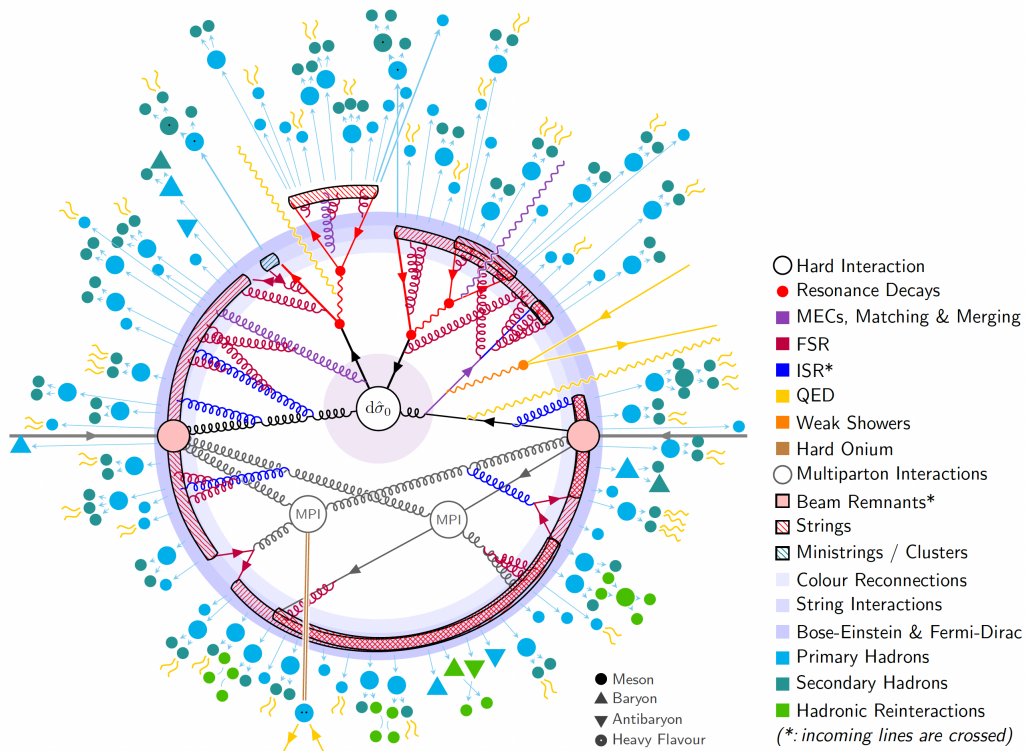 dσ̂₀
MPI
MPI
Hard Interaction
Resonance Decays
MECs, Matching & Merging
FSR
ISR*
QED
Weak Showers
Hard Onium
Multiparton Interactions
Beam Remnants*
Strings
Ministrings / Clusters
Colour Reconnections
String Interactions
Bose-Einstein & Fermi-Dirac
Primary Hadrons
Secondary Hadrons
Hadronic Reinteractions
(*: incoming lines are crossed)
Meson
Baryon
Antibaryon
Heavy Flavour